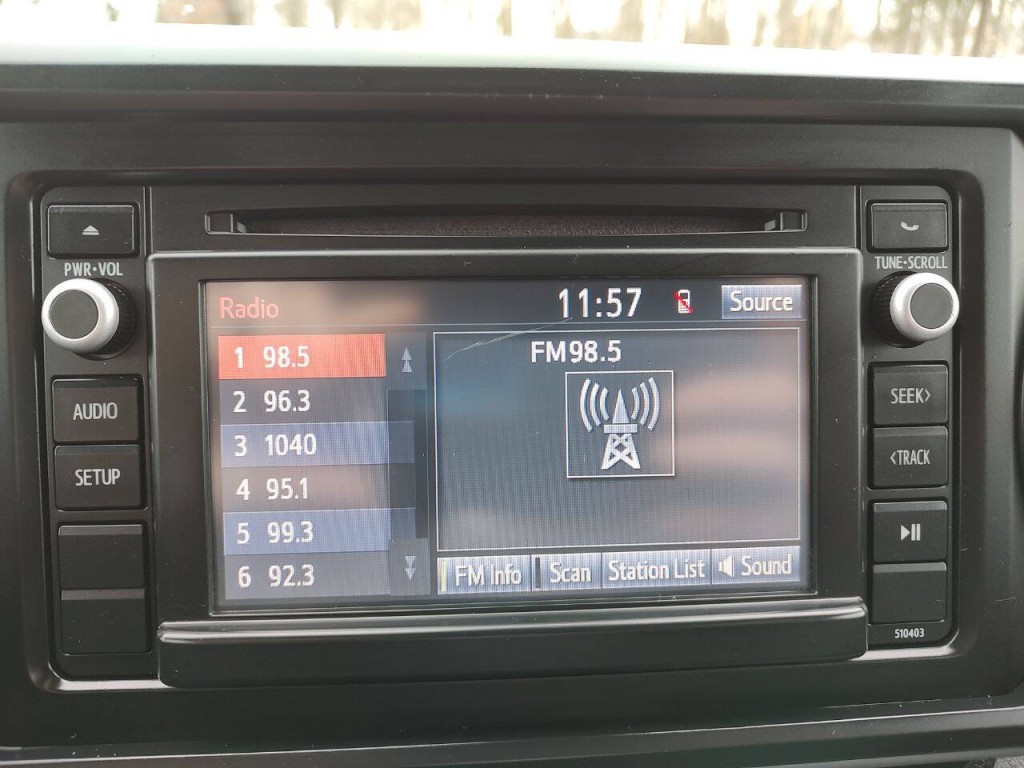 PWR•VOL
AUDIO
SETUP
Radio
11:57
Source
1 98.5
2 96.3
3 1040
4 95.1
5 99.3
6 92.3
FM98.5
FM Info
Scan
Station List
Sound
TUNE•SCROLL
SEEK>
<TRACK
510403